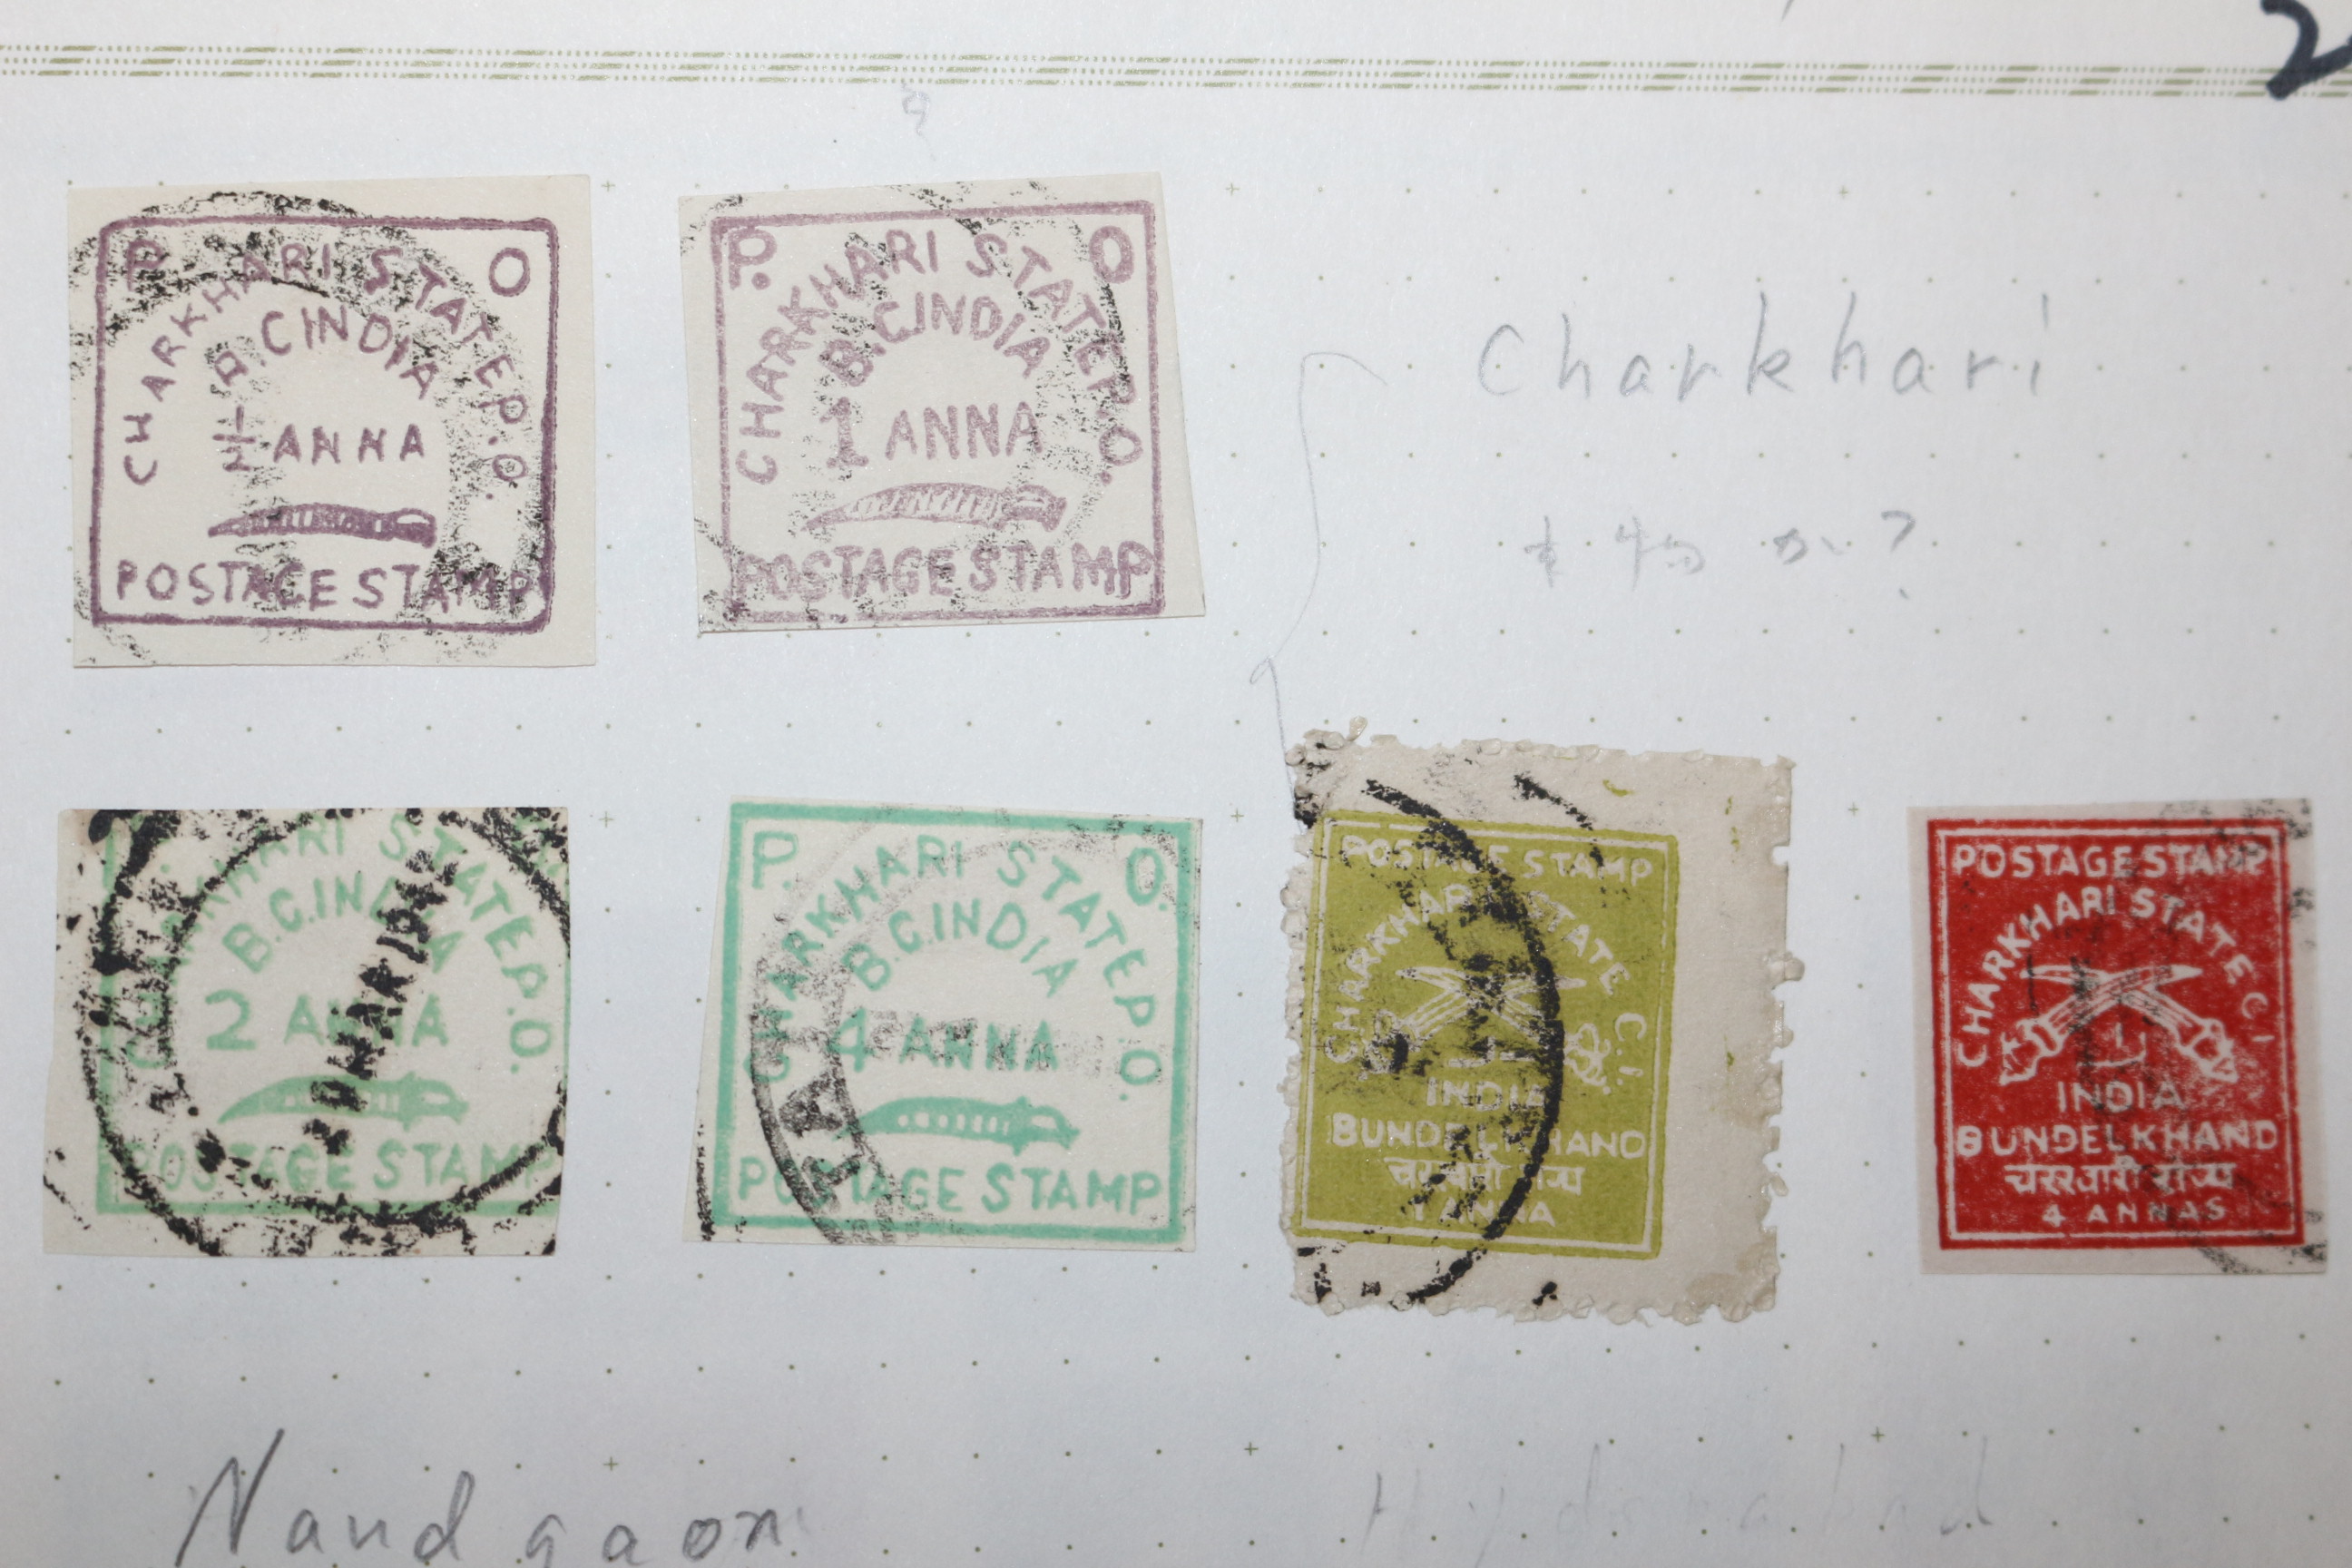 P. O
CHARKHARI STATE P.O.
B. C INDIA
½ ANNA
POSTAGE STAMP
P. O
CHARKHARI STATE P.O.
B.C. INDIA
1 ANNA
POSTAGE STAMP
Charkhari
CHARKHARI STATE P.O.
B.C. INDIA
2 ANNA
POSTAGE STAMP
P. O.
CHARKHARI STATE P.O.
B.C. INDIA
4 ANNA
POSTAGE STAMP
POSTAGE STAMP
CHARKHARI STATE C.I.
INDIA
BUNDELKHAND
1 ANNA
POSTAGE STAMP
CHARKHARI STATE C I
INDIA
BUNDELKHAND
4 ANNAS
Nandgaon
Hyderabad